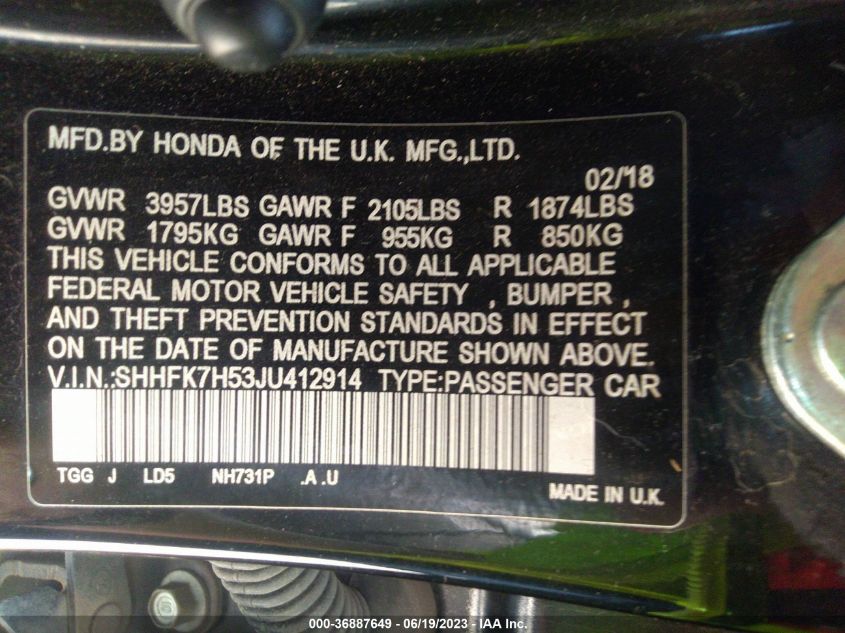 MFD.BY HONDA OF THE U.K. MFG.,LTD.
02/18
GVWR 3957LBS GAWR F 2105LBS R 1874LBS
GVWR 1795KG GAWR F 955KG R 850KG
THIS VEHICLE CONFORMS TO ALL APPLICABLE
FEDERAL MOTOR VEHICLE SAFETY , BUMPER ,
AND THEFT PREVENTION STANDARDS IN EFFECT
ON THE DATE OF MANUFACTURE SHOWN ABOVE.
V.I.N.:SHHFK7H53JU412914 TYPE:PASSENGER CAR
TGG J LD5 NH731P .A .U
MADE IN U.K.
000-36887649 - 06/19/2023 - IAA Inc.